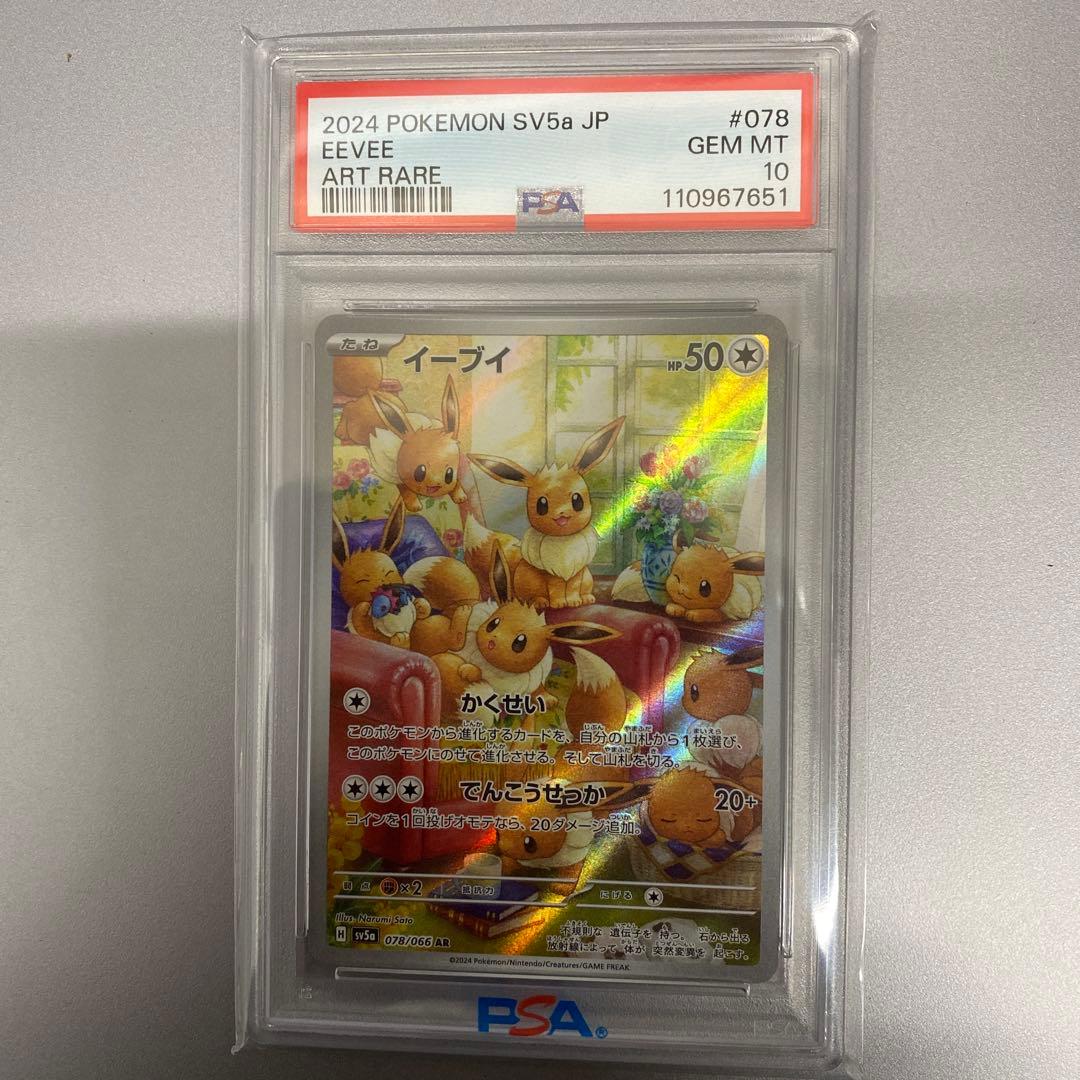 2024 POKEMON SV5a JP #078
EEVEE GEM MT
ART RARE 10
PSA 110967651
たね イーブイ HP50
かくせい
このポケモンから進化するカードを、自分の山札から1枚選び、
このポケモンにのせて進化させる。そして山札を切る。
でんこうせっか 20+
コインを1回投げオモテなら、20ダメージ追加。
弱点 ×2 抵抗力 にげる
Illus. Narumi Sato
H sv5a 078/066 AR
不規則な 遺伝子を 持つ。 石から出る
放射線によって 体が 突然変異を 起こす。
©2024 Pokémon/Nintendo/Creatures/GAME FREAK
PSA®